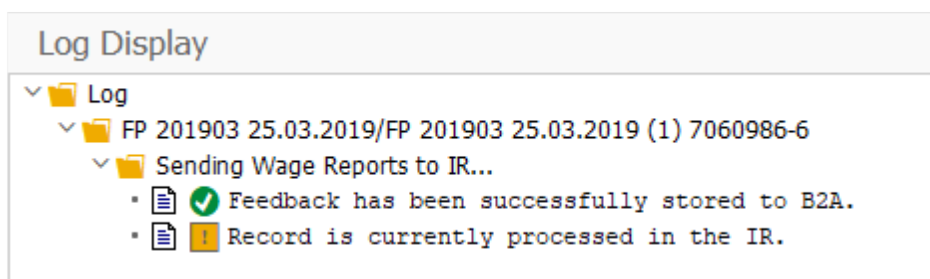 Log Display
Log
FP 201903 25.03.2019/FP 201903 25.03.2019 (1) 7060986-6
Sending Wage Reports to IR...
Feedback has been successfully stored to B2A.
Record is currently processed in the IR.